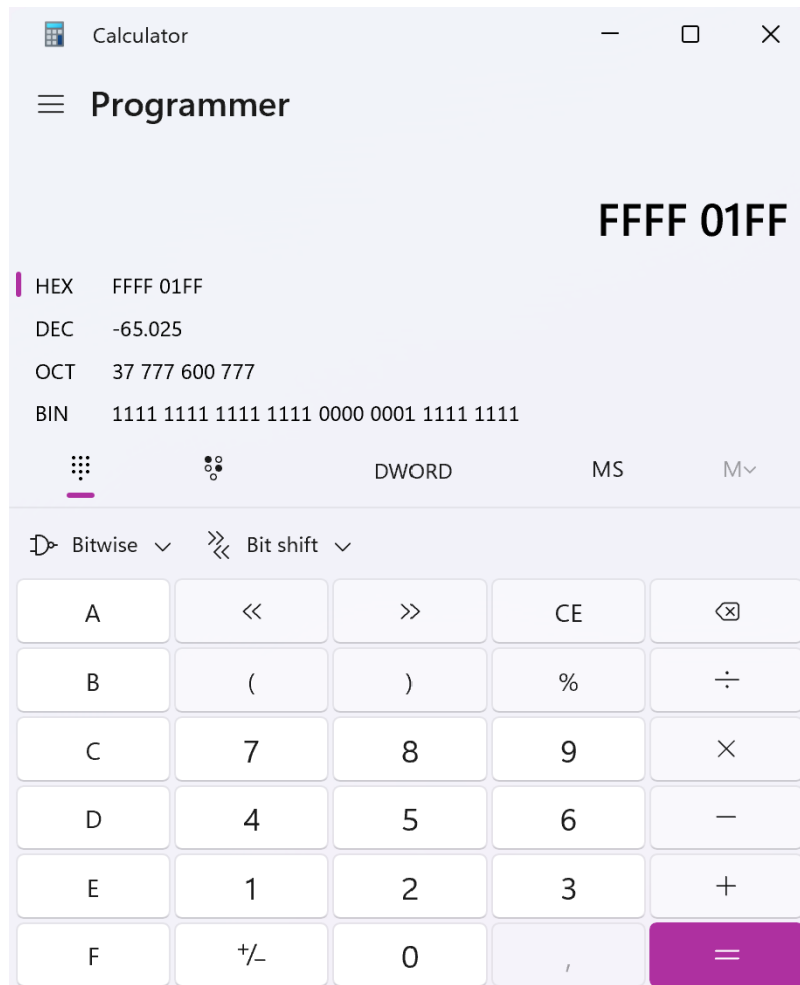 Calculator
Programmer
FFFF 01FF
HEX FFFF 01FF
DEC -65.025
OCT 37 777 600 777
BIN 1111 1111 1111 1111 0000 0001 1111 1111
DWORD MS M
Bitwise Bit shift
A << >> CE
B ( ) % ÷
C 7 8 9 ×
D 4 5 6 −
E 1 2 3 +
F +/− 0 , =